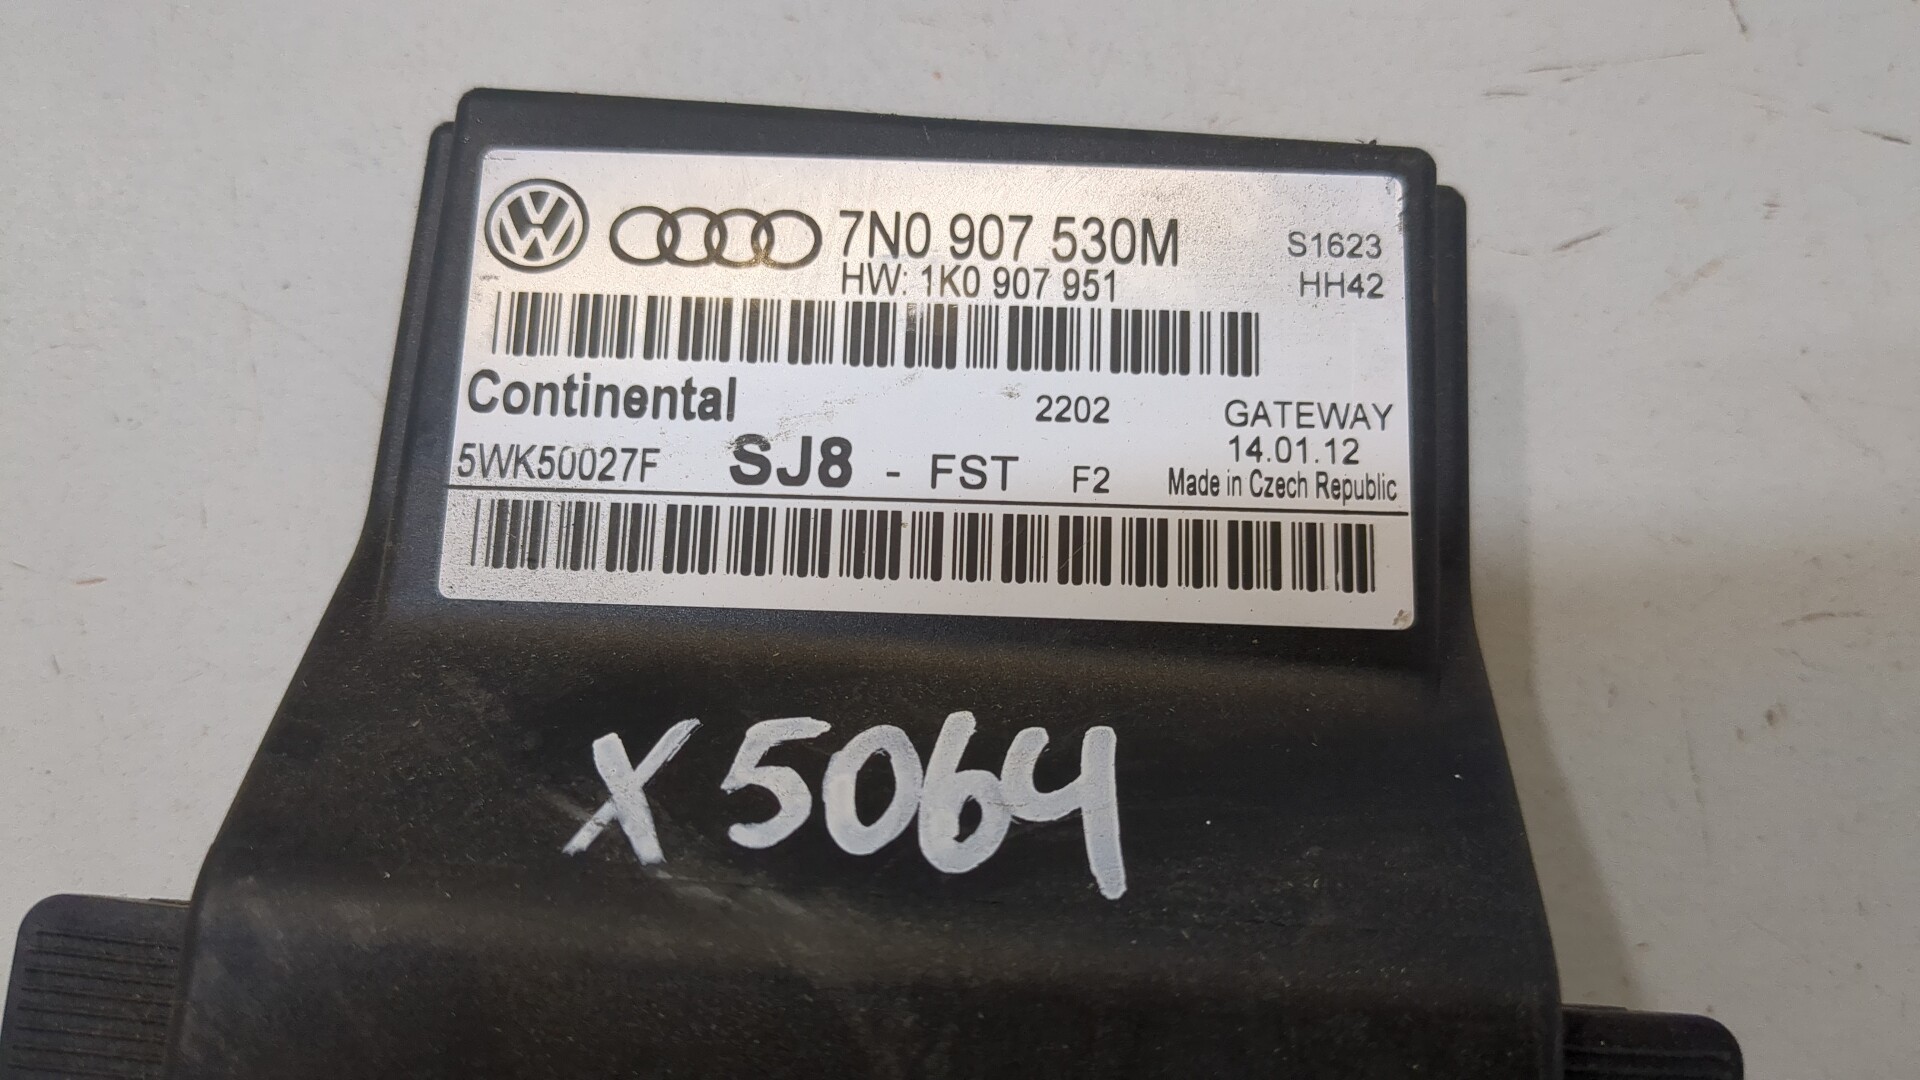 7N0 907 530M
HW: 1K0 907 951
S1623
HH42
Continental
2202
GATEWAY
5WK50027F
SJ8 - FST F2
14.01.12
Made in Czech Republic
X5064